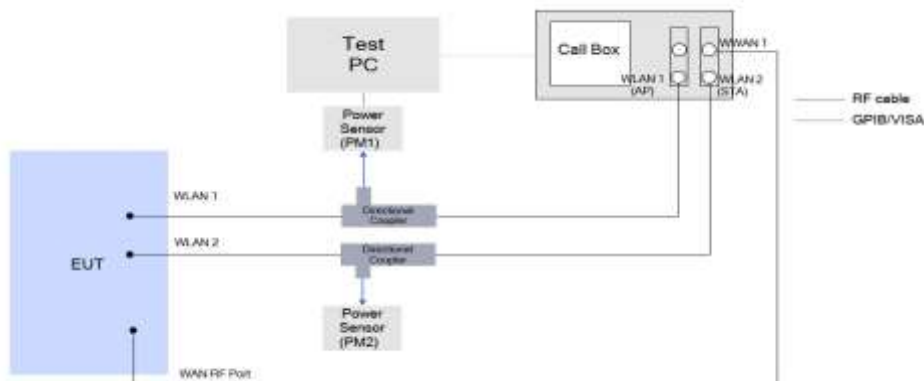 Test
PC
Call Box
WWAN 1
WLAN 1
(AP)
WLAN 2
(STA)
RF cable
GPIB/VISA
Power
Sensor
(PM1)
WLAN 1
Directional
Coupler
WLAN 2
Directional
Coupler
EUT
Power
Sensor
(PM2)
WAN RF Port